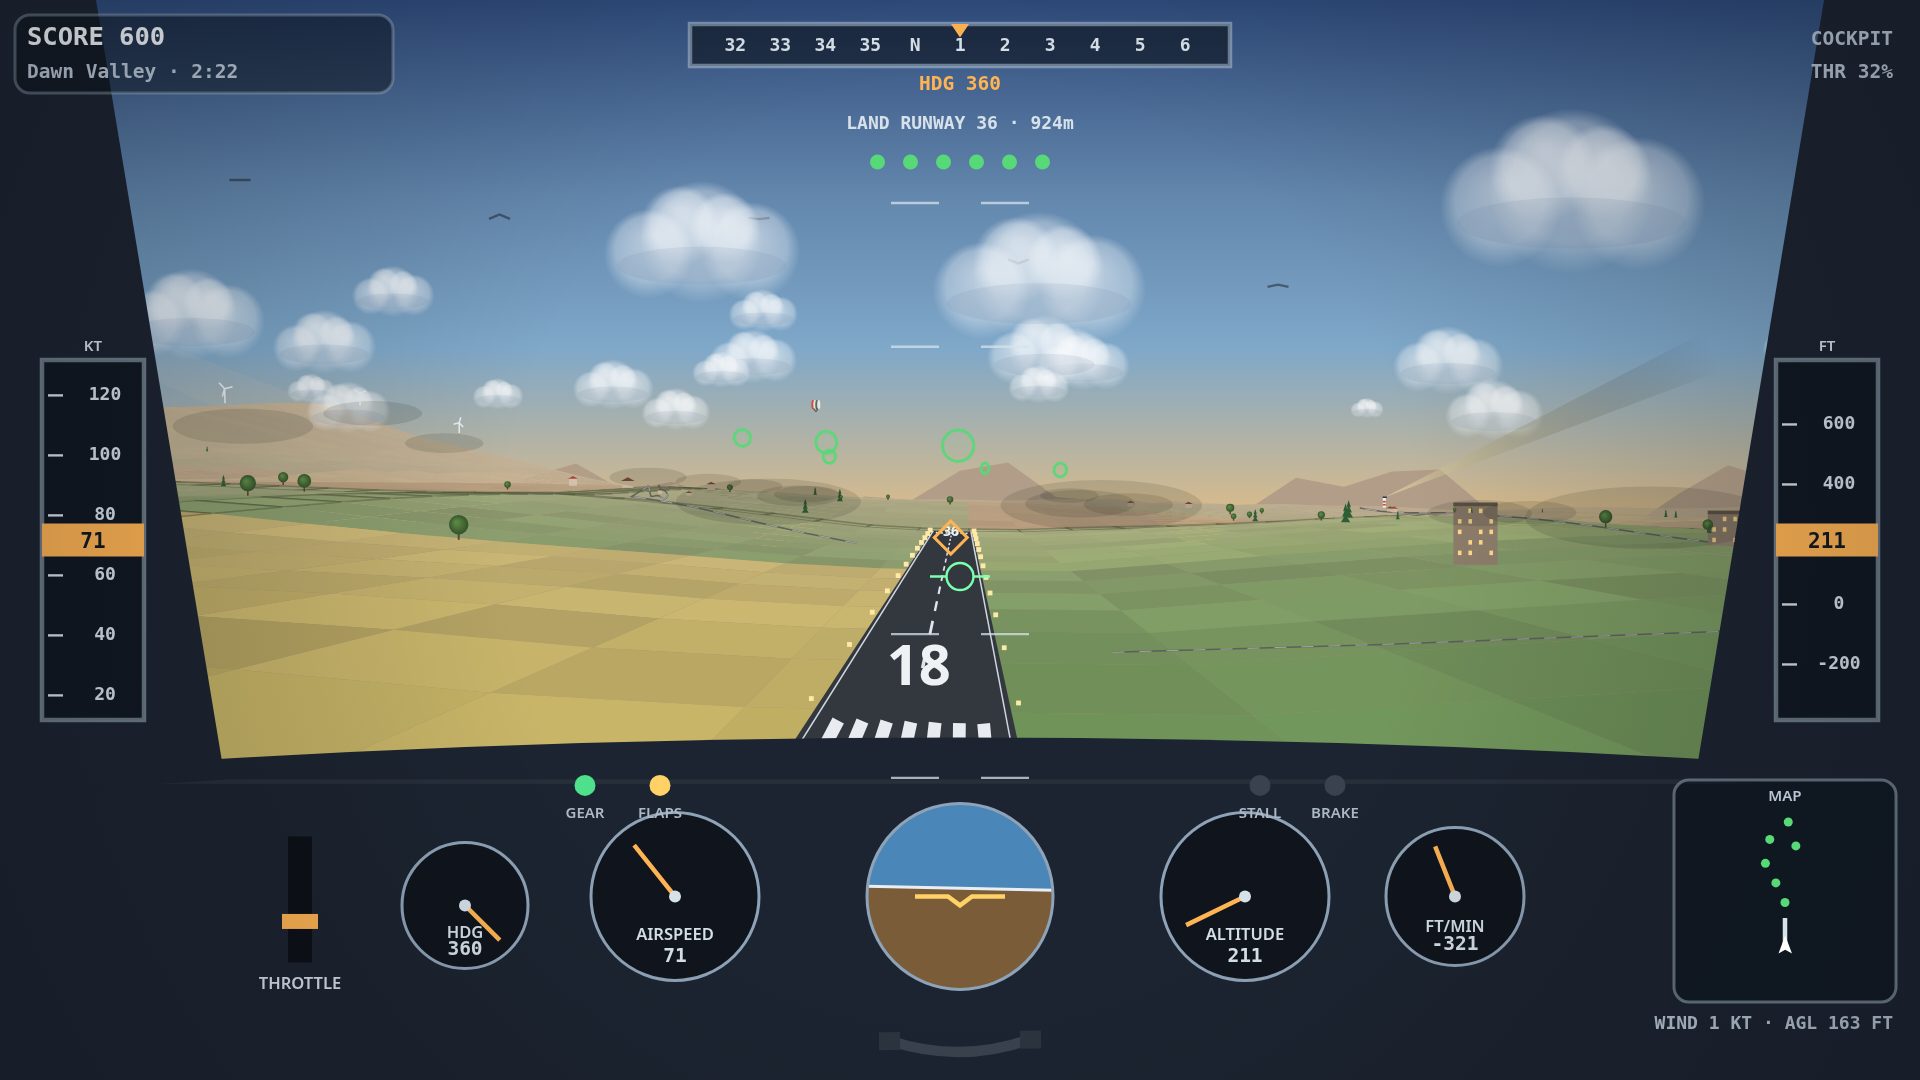 SCORE 600
Dawn Valley · 2:22
32 33 34 35 N 1 2 3 4 5 6
HDG 360
LAND RUNWAY 36 · 924m
COCKPIT
THR 32%
KT
120
100
80
71
60
40
20
FT
600
400
211
0
-200
36
18
GEAR
FLAPS
STALL
BRAKE
THROTTLE
HDG
360
AIRSPEED
71
ALTITUDE
211
FT/MIN
-321
MAP
WIND 1 KT · AGL 163 FT